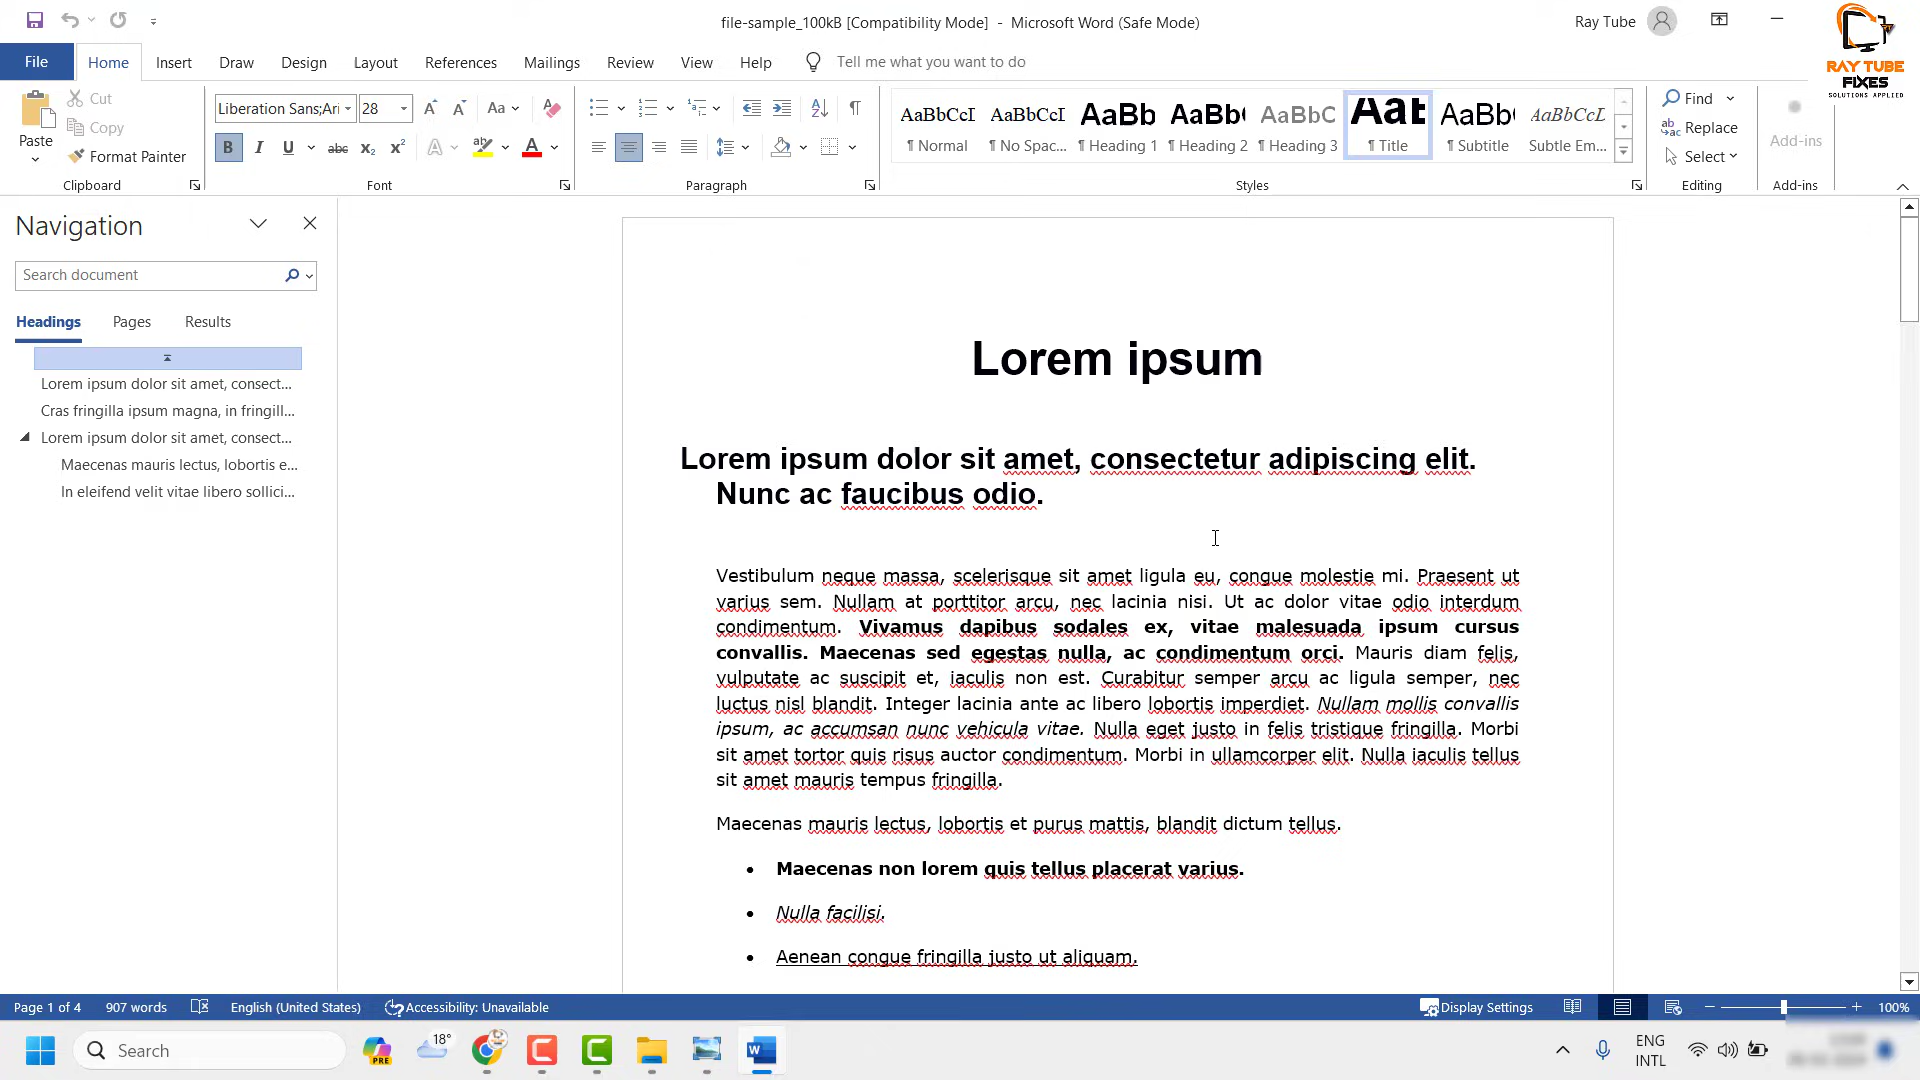 file-sample_100kB [Compatibility Mode] - Microsoft Word (Safe Mode)
Ray Tube
RAY TUBE
FIXES
SOLUTIONS APPLIED
File Home Insert Draw Design Layout References Mailings Review View Help Tell me what you want to do
Paste
Cut
Copy
Format Painter
Clipboard
Liberation Sans;Ari 28
Font
Paragraph
AaBbCcI AaBbCcI AaBb AaBb( AaBbC AaB AaBb( AaBbCcL
¶ Normal ¶ No Spac... ¶ Heading 1 ¶ Heading 2 ¶ Heading 3 ¶ Title ¶ Subtitle Subtle Em...
Styles
Find
Replace
Select
Editing
Add-ins
Add-ins
Navigation
Search document
Headings Pages Results
Lorem ipsum dolor sit amet, consect...
Cras fringilla ipsum magna, in fringill...
Lorem ipsum dolor sit amet, consect...
Maecenas mauris lectus, lobortis e...
In eleifend velit vitae libero sollici...
Lorem ipsum
Lorem ipsum dolor sit amet, consectetur adipiscing elit.
Nunc ac faucibus odio.
Vestibulum neque massa, scelerisque sit amet ligula eu, congue molestie mi. Praesent ut
varius sem. Nullam at porttitor arcu, nec lacinia nisi. Ut ac dolor vitae odio interdum
condimentum. Vivamus dapibus sodales ex, vitae malesuada ipsum cursus
convallis. Maecenas sed egestas nulla, ac condimentum orci. Mauris diam felis,
vulputate ac suscipit et, iaculis non est. Curabitur semper arcu ac ligula semper, nec
luctus nisl blandit. Integer lacinia ante ac libero lobortis imperdiet. Nullam mollis convallis
ipsum, ac accumsan nunc vehicula vitae. Nulla eget justo in felis tristique fringilla. Morbi
sit amet tortor quis risus auctor condimentum. Morbi in ullamcorper elit. Nulla iaculis tellus
sit amet mauris tempus fringilla.
Maecenas mauris lectus, lobortis et purus mattis, blandit dictum tellus.
• Maecenas non lorem quis tellus placerat varius.
• Nulla facilisi.
• Aenean congue fringilla justo ut aliquam.
Page 1 of 4 907 words English (United States) Accessibility: Unavailable Display Settings 100%
Search
PRE
18°
ENG
INTL